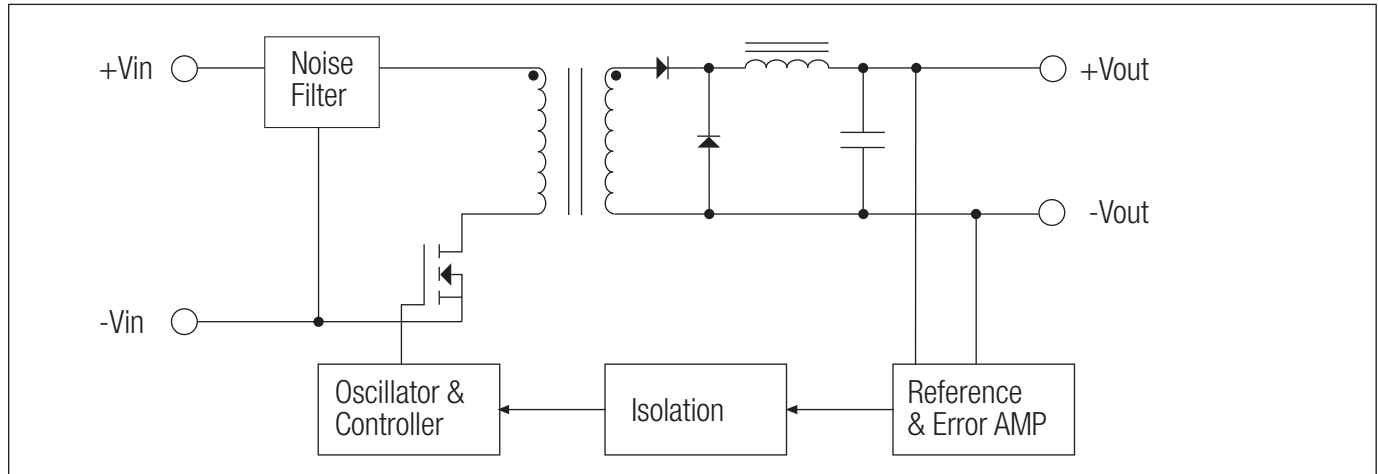 +Vin
Noise
Filter
+Vout
-Vout
-Vin
Oscillator &
Controller
Isolation
Reference
& Error AMP